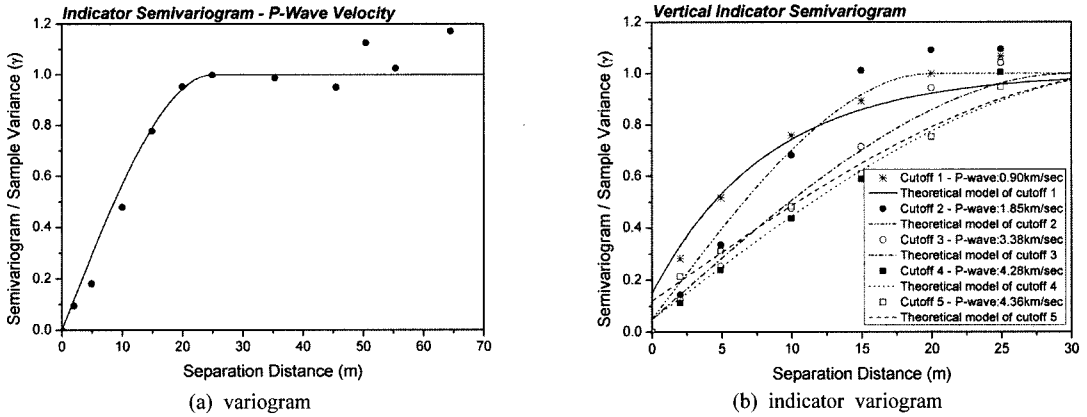 Indicator Semivariogram - P-Wave Velocity
Semivariogram / Sample Variance (γ)
1.2
1.0
0.8
0.6
0.4
0.2
0.0
0 10 20 30 40 50 60 70
Separation Distance (m)
(a) variogram
Vertical Indicator Semivariogram
Semivariogram / Sample Variance (γ)
1.2
1.0
0.8
0.6
0.4
0.2
0.0
Cutoff 1 - P-wave:0.90km/sec
Theoretical model of cutoff 1
Cutoff 2 - P-wave:1.85km/sec
Theoretical model of cutoff 2
Cutoff 3 - P-wave:3.38km/sec
Theoretical model of cutoff 3
Cutoff 4 - P-wave:4.28km/sec
Theoretical model of cutoff 4
Cutoff 5 - P-wave:4.36km/sec
Theoretical model of cutoff 5
0 5 10 15 20 25 30
Separation Distance (m)
(b) indicator variogram